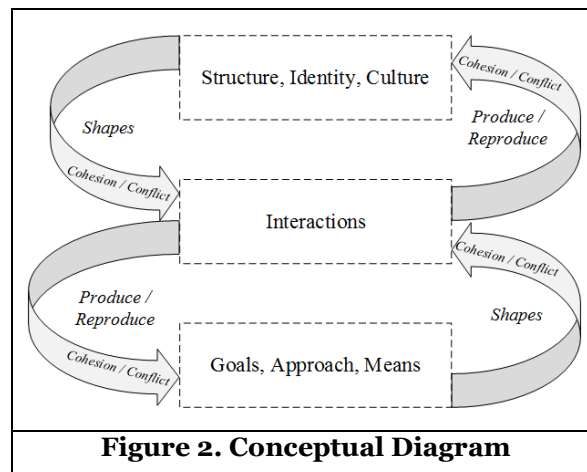 Structure, Identity, Culture
Cohesion / Conflict
Shapes
Produce /
Reproduce
Cohesion / Conflict
Interactions
Cohesion / Conflict
Produce /
Reproduce
Shapes
Cohesion / Conflict
Goals, Approach, Means
Figure 2. Conceptual Diagram